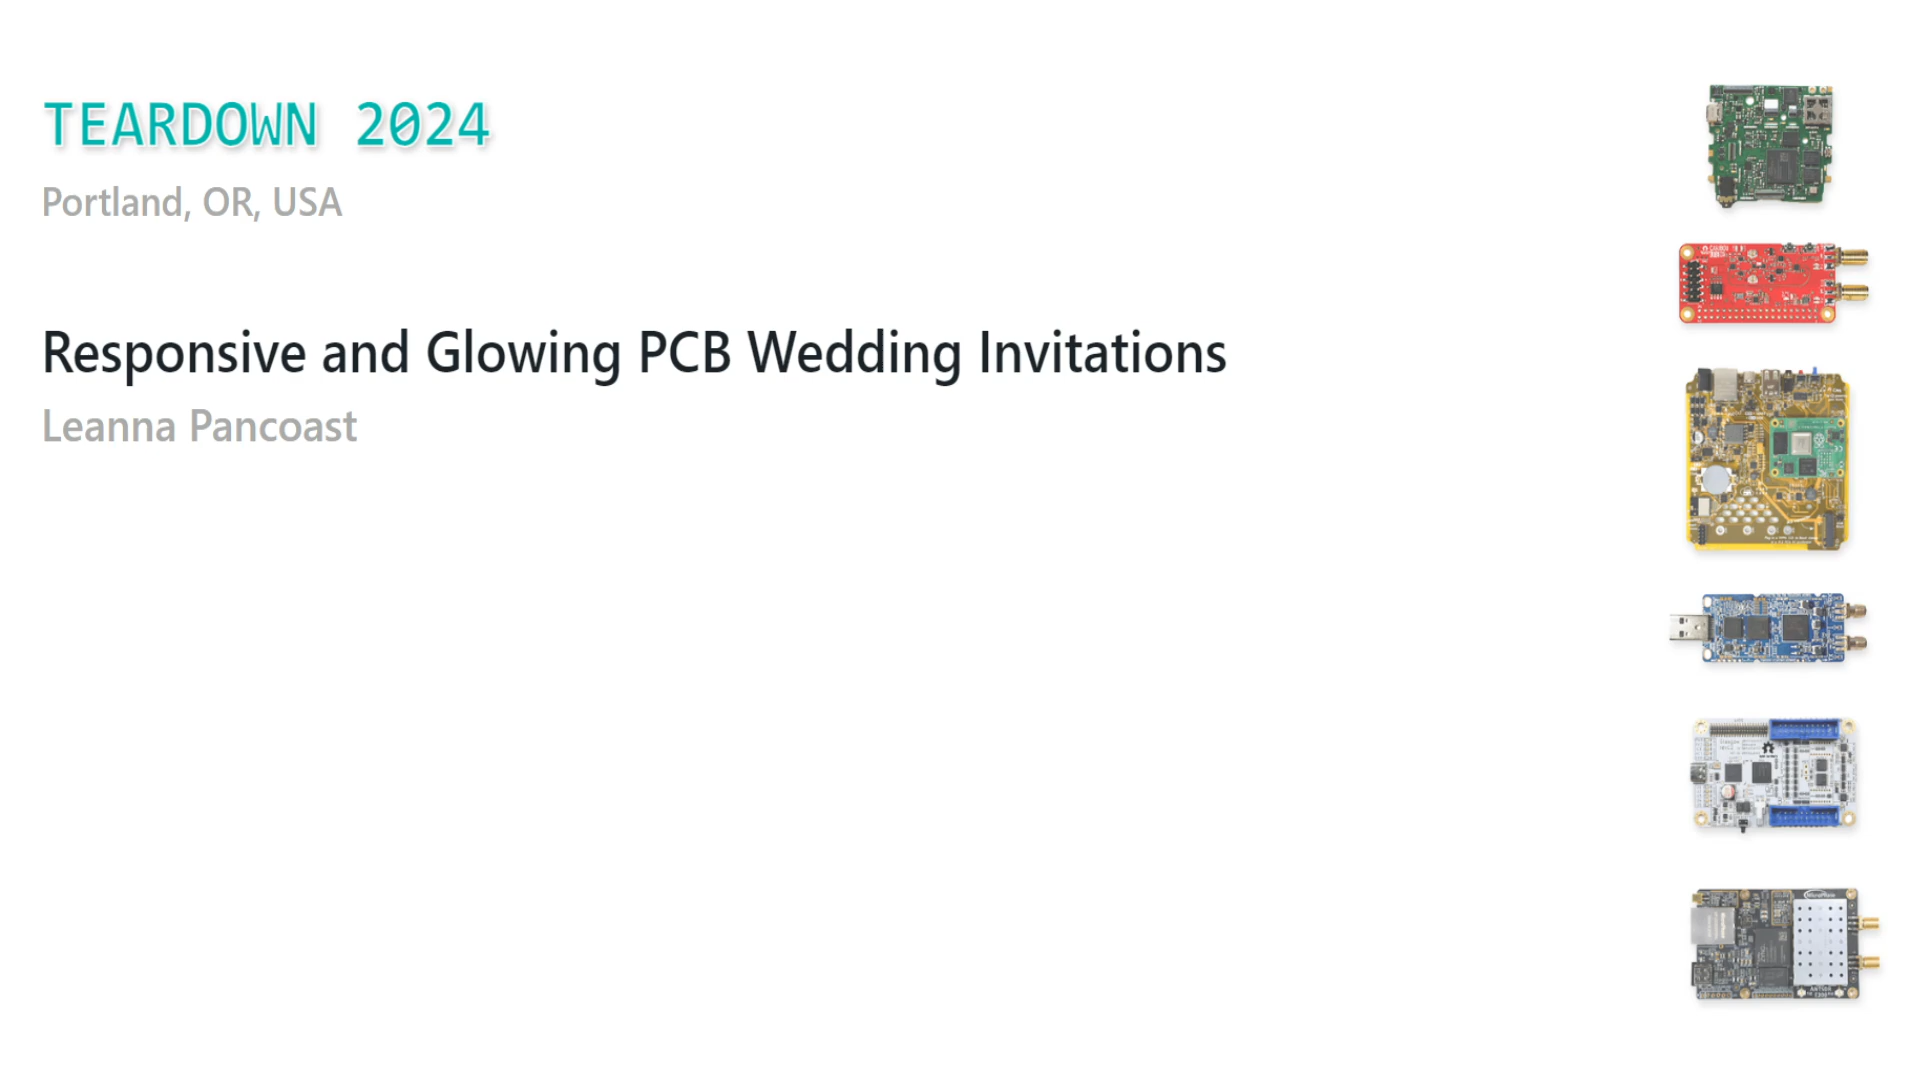 TEARDOWN 2024
Portland, OR, USA
Responsive and Glowing PCB Wedding Invitations
Leanna Pancoast